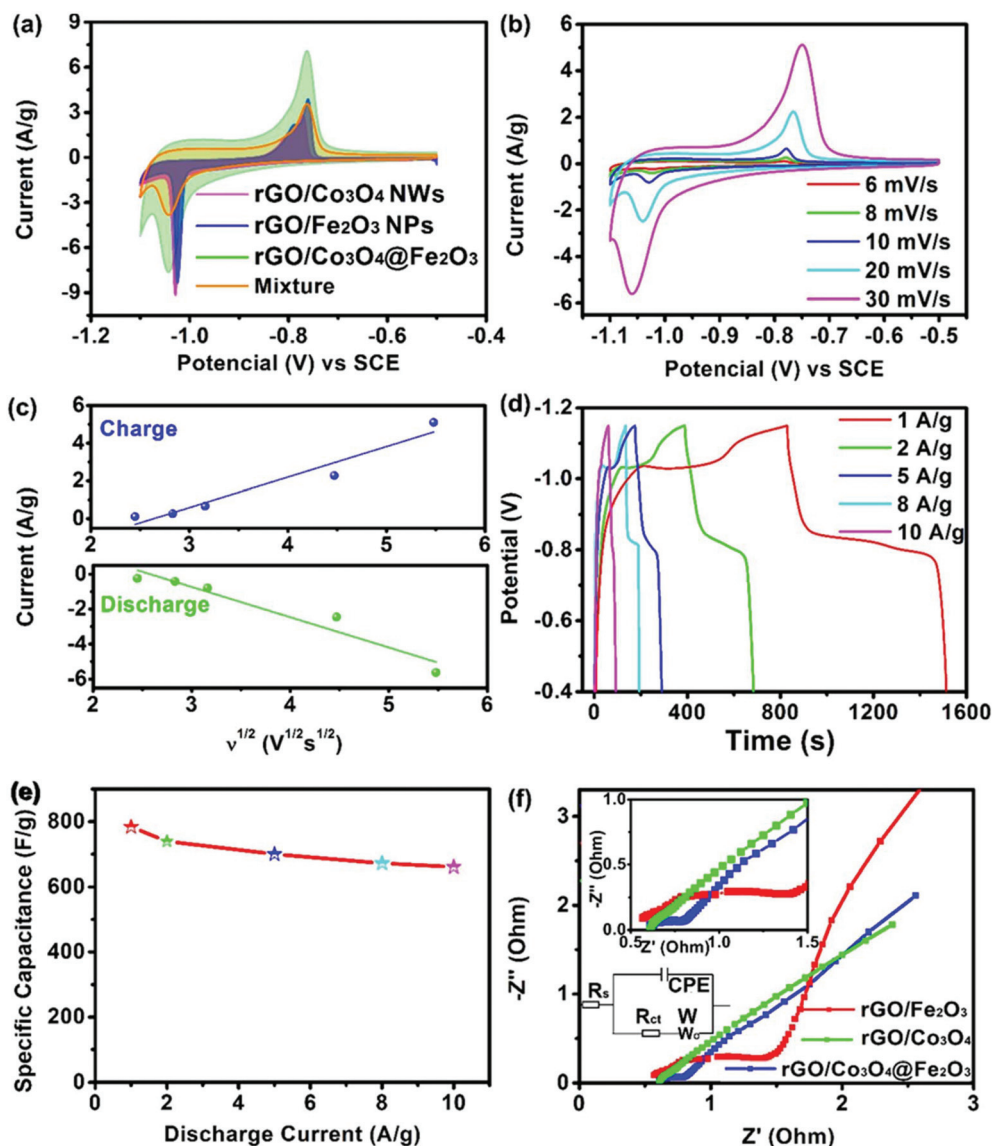 (a)
Current (A/g)
6
3
0
-3
-6
-9
rGO/Co₃O₄ NWs
rGO/Fe₂O₃ NPs
rGO/Co₃O₄@Fe₂O₃
Mixture
-1.2
-1.0
-0.8
-0.6
-0.4
Potencial (V) vs SCE
(b)
Current (A/g)
6
4
2
0
-2
-4
-6
6 mV/s
8 mV/s
10 mV/s
20 mV/s
30 mV/s
-1.1
-1.0
-0.9
-0.8
-0.7
-0.6
-0.5
Potencial (V) vs SCE
(c)
Charge
6
4
2
0
2
3
4
5
6
Current (A/g)
0
-2
-4
-6
Discharge
2
3
4
5
6
ν¹ᐟ² (V¹ᐟ²s¹ᐟ²)
(d)
Potential (V)
-1.2
-1.0
-0.8
-0.6
-0.4
1 A/g
2 A/g
5 A/g
8 A/g
10 A/g
0
400
800
1200
1600
Time (s)
(e)
Specific Capacitance (F/g)
800
600
400
200
0
0
2
4
6
8
10
Discharge Current (A/g)
(f)
-Z'' (Ohm)
3
2
1
0
-Z'' (Ohm)
1.0
0.5
0.0
0.5
1.0
1.5
Z' (Ohm)
Rs
CPE
Rct
W
Wo
rGO/Fe₂O₃
rGO/Co₃O₄
rGO/Co₃O₄@Fe₂O₃
0
1
2
3
Z' (Ohm)